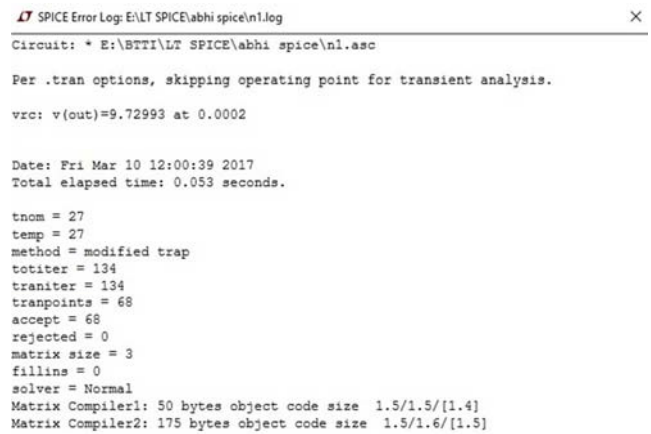 SPICE Error Log: E:\LT SPICE\abhi spice\n1.log
Circuit: * E:\BTTI\LT SPICE\abhi spice\n1.asc
Per .tran options, skipping operating point for transient analysis.
vrc: v(out)=9.72993 at 0.0002
Date: Fri Mar 10 12:00:39 2017
Total elapsed time: 0.053 seconds.
tnom = 27
temp = 27
method = modified trap
totiter = 134
traniter = 134
tranpoints = 68
accept = 68
rejected = 0
matrix size = 3
fillins = 0
solver = Normal
Matrix Compiler1: 50 bytes object code size  1.5/1.5/[1.4]
Matrix Compiler2: 175 bytes object code size  1.5/1.6/[1.5]